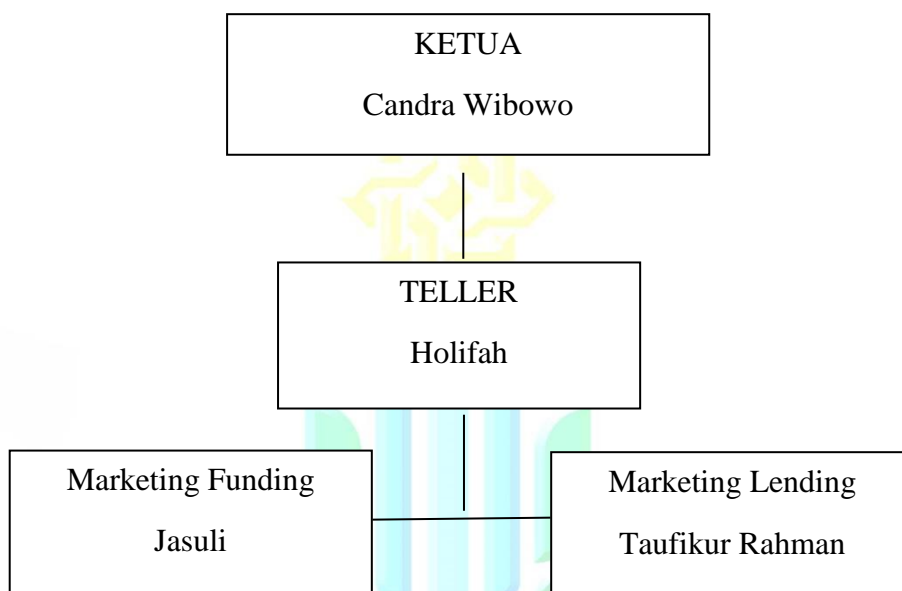 KETUA
Candra Wibowo
TELLER
Holifah
Marketing Funding
Jasuli
Marketing Lending
Taufikur Rahman